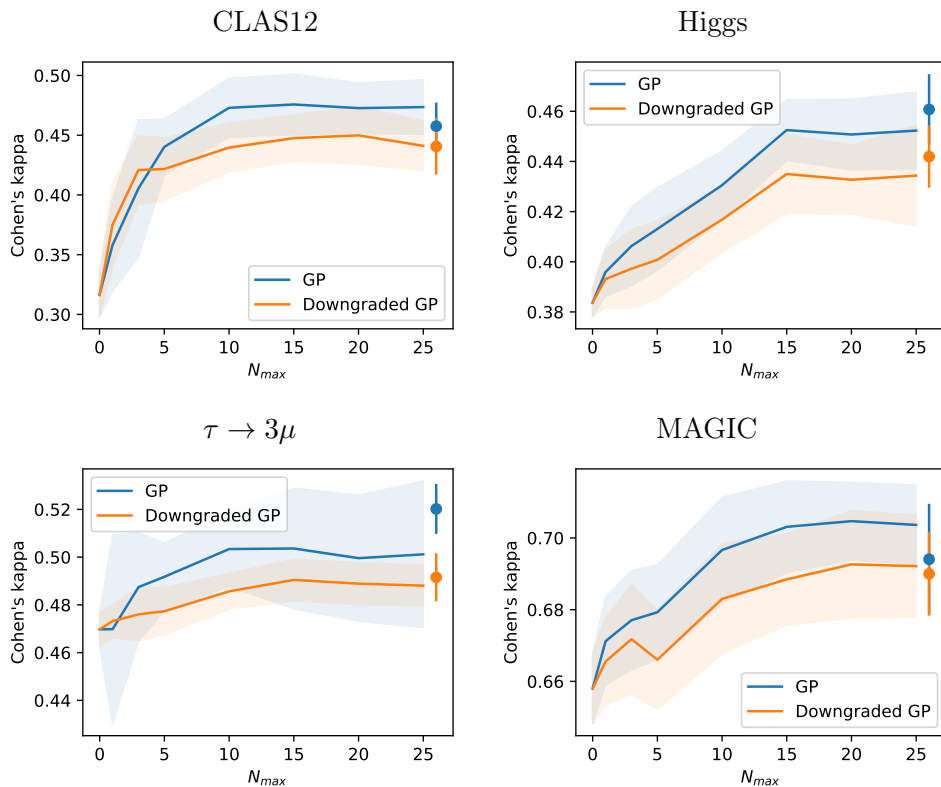 CLAS12
Cohen's kappa
0.50
0.45
0.40
0.35
0.30
GP
Downgraded GP
0 5 10 15 20 25
N_max
Higgs
Cohen's kappa
0.46
0.44
0.42
0.40
0.38
GP
Downgraded GP
0 5 10 15 20 25
N_max
τ → 3μ
Cohen's kappa
0.52
0.50
0.48
0.46
0.44
GP
Downgraded GP
0 5 10 15 20 25
N_max
MAGIC
Cohen's kappa
0.70
0.68
0.66
GP
Downgraded GP
0 5 10 15 20 25
N_max